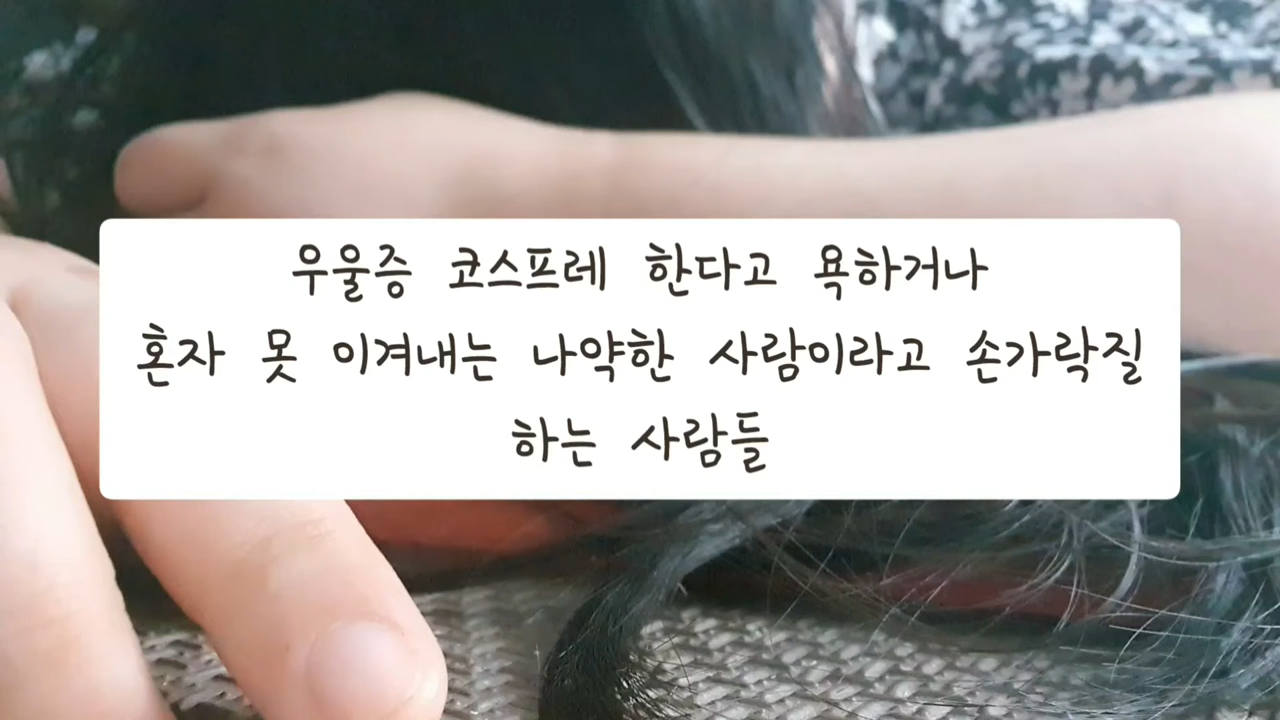 우울증 코스프레 한다고 욕하거나
혼자 못 이겨내는 나약한 사람이라고 손가락질
하는 사람들